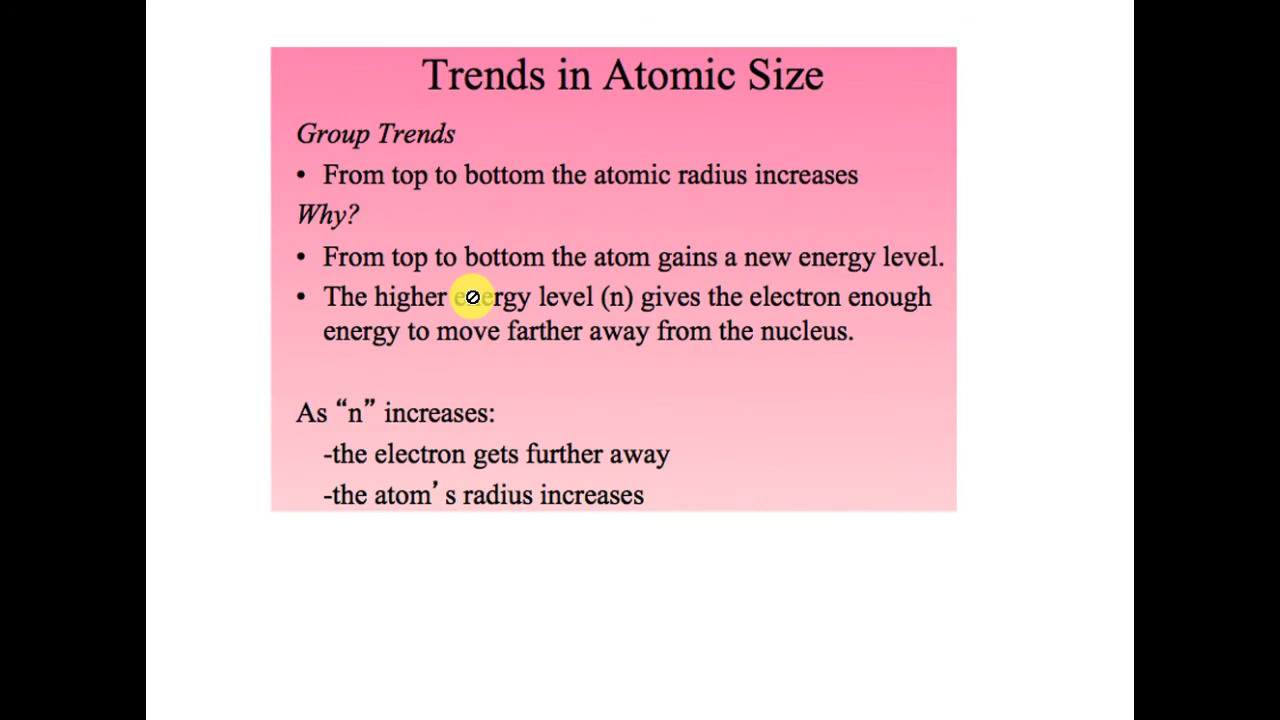 Trends in Atomic Size
Group Trends
• From top to bottom the atomic radius increases
Why?
• From top to bottom the atom gains a new energy level.
• The higher energy level (n) gives the electron enough
energy to move farther away from the nucleus.
As “n” increases:
-the electron gets further away
-the atom’s radius increases